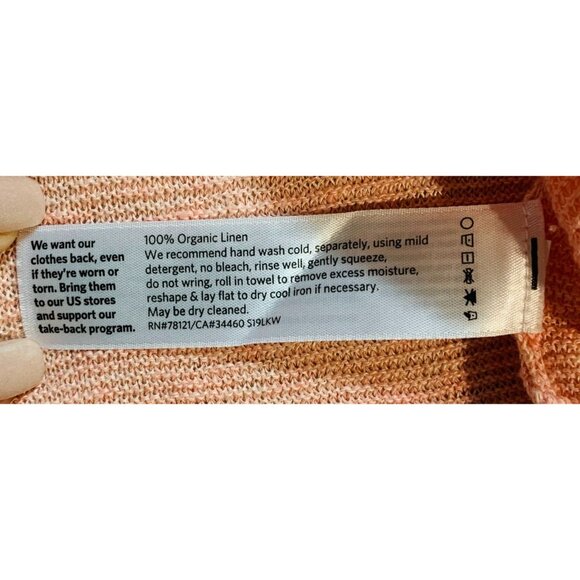 We want our
clothes back, even
if they're worn or
torn. Bring them
to our US stores
and support our
take-back program.
100% Organic Linen
We recommend hand wash cold, separately, using mild
detergent, no bleach, rinse well, gently squeeze,
do not wring, roll in towel to remove excess moisture,
reshape & lay flat to dry cool iron if necessary.
May be dry cleaned.
RN#78121/CA#34460 S19LKW